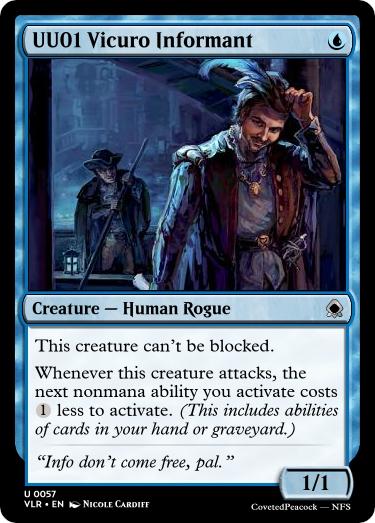 UU01 Vicuro Informant
Creature — Human Rogue
This creature can't be blocked.
Whenever this creature attacks, the
next nonmana ability you activate costs
1 less to activate. (This includes abilities
of cards in your hand or graveyard.)
"Info don't come free, pal."
1/1
U 0057
VLR • EN Nicole Cardiff
CovetedPeacock — NFS